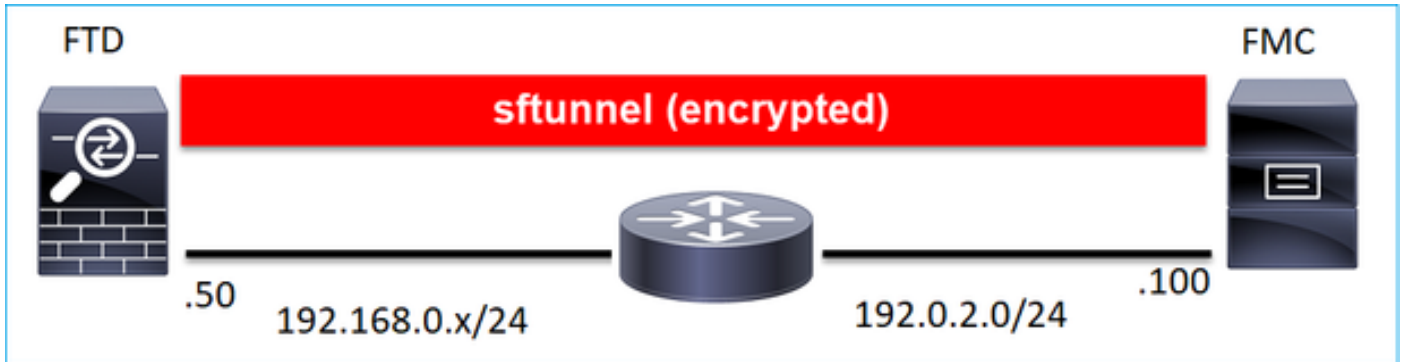 FTD
FMC
sftunnel (encrypted)
.50
192.168.0.x/24
192.0.2.0/24
.100